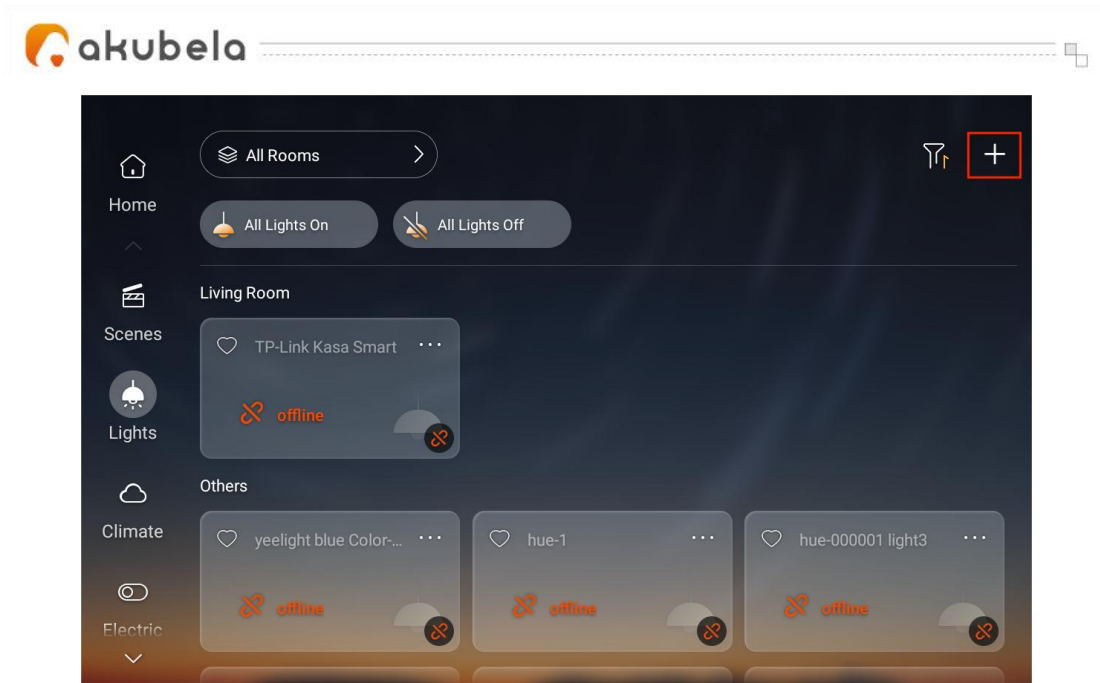 akubela
All Rooms
Home
All Lights On
All Lights Off
Living Room
Scenes
TP-Link Kasa Smart
offline
Lights
Others
Climate
yeelight blue Color-...
hue-1
hue-000001 light3
offline
offline
offline
Electric